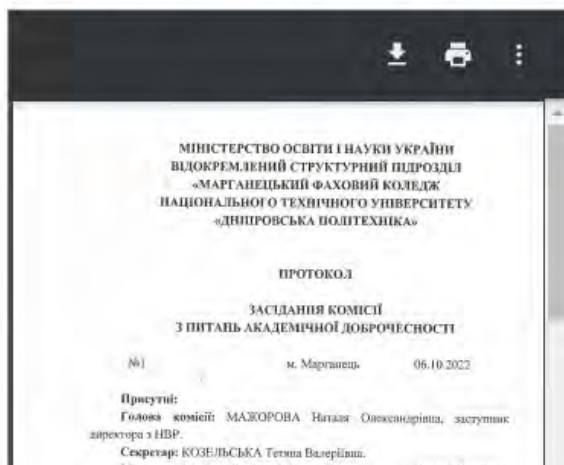 МІНІСТЕРСТВО ОСВІТИ І НАУКИ УКРАЇНИ
ВІДОКРЕМЛЕНИЙ СТРУКТУРНИЙ ПІДРОЗДІЛ
«МАРГАНЕЦЬКИЙ ФАХОВИЙ КОЛЕДЖ
НАЦІОНАЛЬНОГО ТЕХНІЧНОГО УНІВЕРСИТЕТУ
«ДНІПРОВСЬКА ПОЛІТЕХНІКА»
ПРОТОКОЛ
ЗАСІДАННЯ КОМІСІЇ
З ПИТАНЬ АКАДЕМІЧНОЇ ДОБРОЧЕСНОСТІ
№1 м. Марганець 06.10.2022
Присутні:
Голова комісії: МАЖОРОВА Наталя Олександрівна, заступник
директора з НВР.
Секретар: КОЗЕЛЬСЬКА Тетяна Валеріївна.